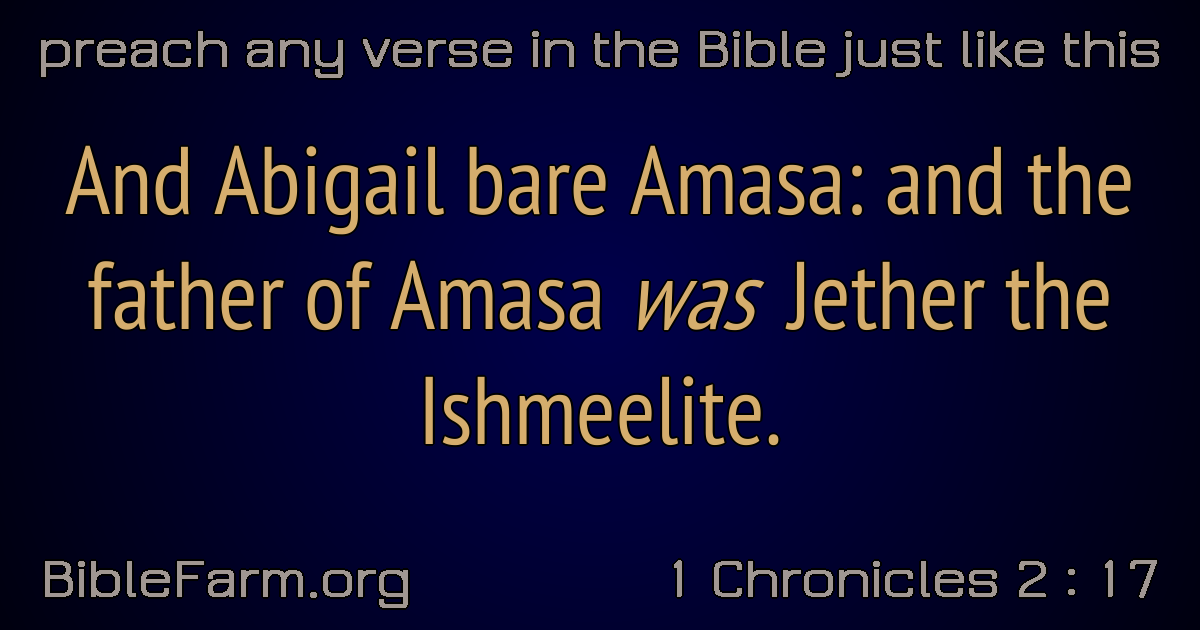 preach any verse in the Bible just like this
And Abigail bare Amasa: and the
father of Amasa was Jether the
Ishmeelite.
BibleFarm.org
1 Chronicles 2 : 17